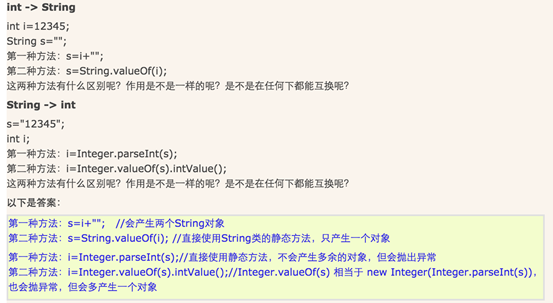 int -> String
int i=12345;
String s="";
第一种方法：s=i+"";
第二种方法：s=String.valueOf(i);
这两种方法有什么区别呢？作用是不是一样的呢？是不是在任何下都能互换呢？
String -> int
s="12345";
int i;
第一种方法：i=Integer.parseInt(s);
第二种方法：i=Integer.valueOf(s).intValue();
这两种方法有什么区别呢？作用是不是一样的呢？是不是在任何下都能互换呢？
以下是答案：
第一种方法：s=i+""; //会产生两个String对象
第二种方法：s=String.valueOf(i); //直接使用String类的静态方法，只产生一个对象
第一种方法：i=Integer.parseInt(s);//直接使用静态方法，不会产生多余的对象，但会抛出异常
第二种方法：i=Integer.valueOf(s).intValue();//Integer.valueOf(s) 相当于 new Integer(Integer.parseInt(s))，
也会抛异常，但会多产生一个对象